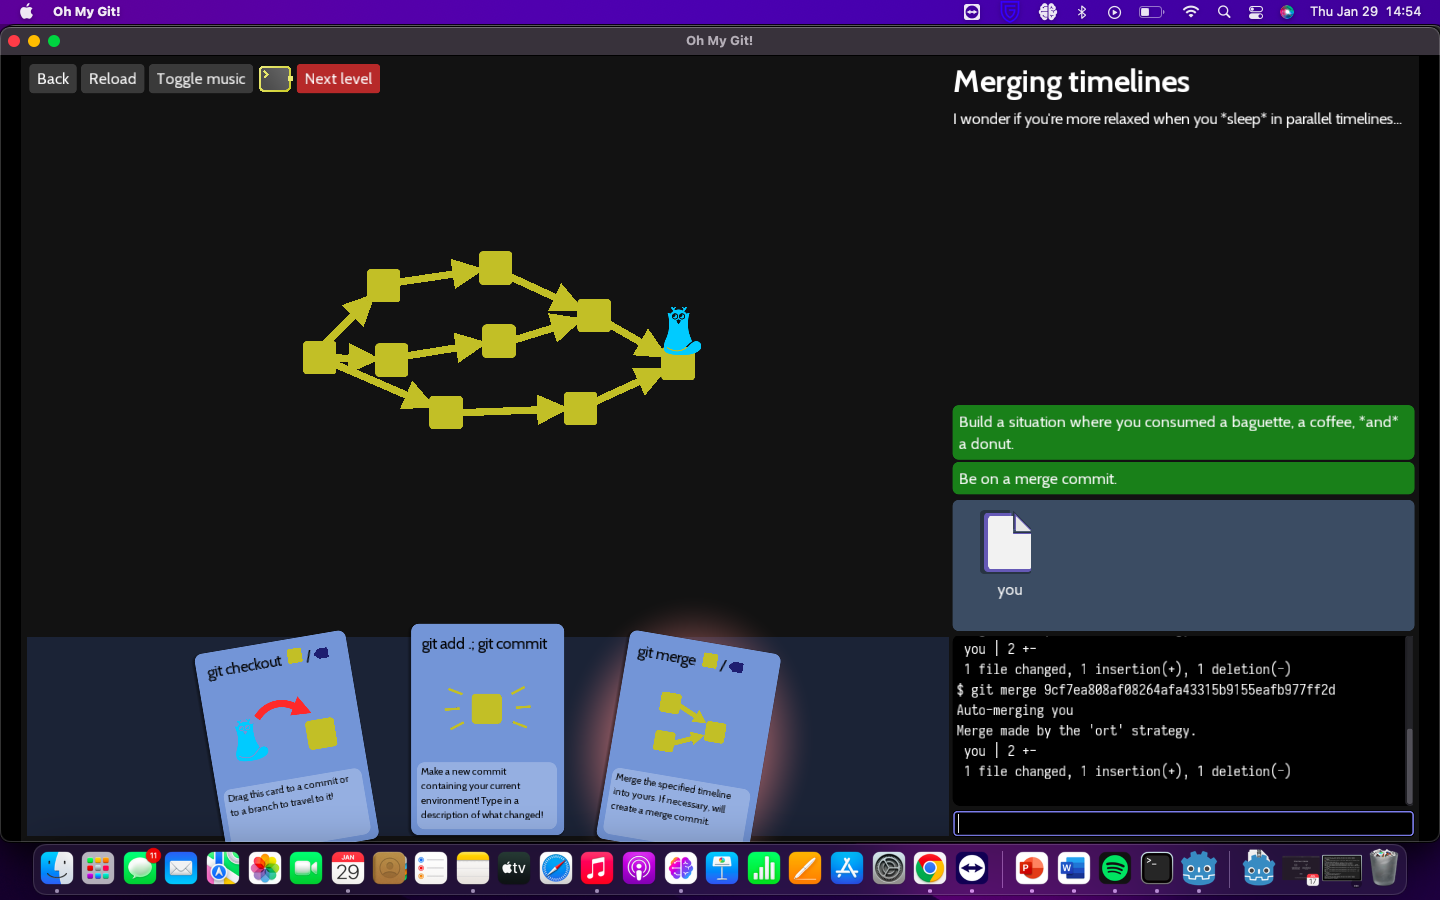 Oh My Git!
Thu Jan 29 14:54
Oh My Git!
Back
Reload
Toggle music
Next level
Merging timelines
I wonder if you're more relaxed when you *sleep* in parallel timelines...
Build a situation where you consumed a baguette, a coffee, *and*
a donut.
Be on a merge commit.
you
git checkout /
Drag this card to a commit or
to a branch to travel to it!
git add .; git commit
Make a new commit
containing your current
environment! Type in a
description of what changed!
git merge /
Merge the specified timeline
into yours. If necessary, will
create a merge commit.
you | 2 +-
1 file changed, 1 insertion(+), 1 deletion(-)
$ git merge 9cf7ea808af08264afa43315b9155eafb977ff2d
Auto-merging you
Merge made by the 'ort' strategy.
you | 2 +-
1 file changed, 1 insertion(+), 1 deletion(-)
11
JAN
29
tv
17